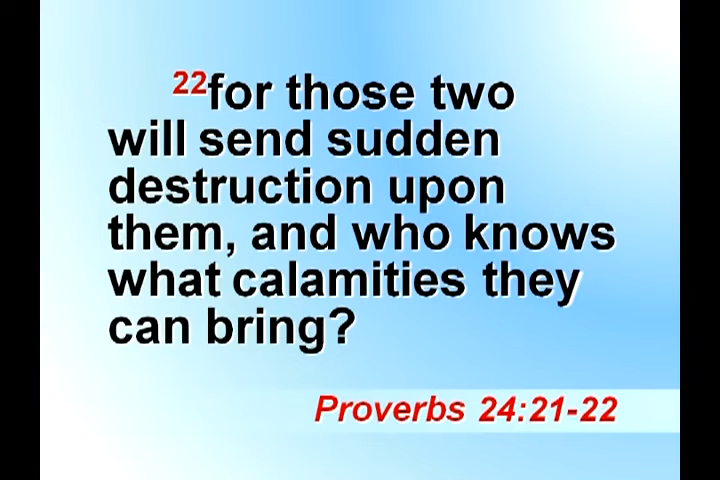 22for those two
will send sudden
destruction upon
them, and who knows
what calamities they
can bring?
Proverbs 24:21-22